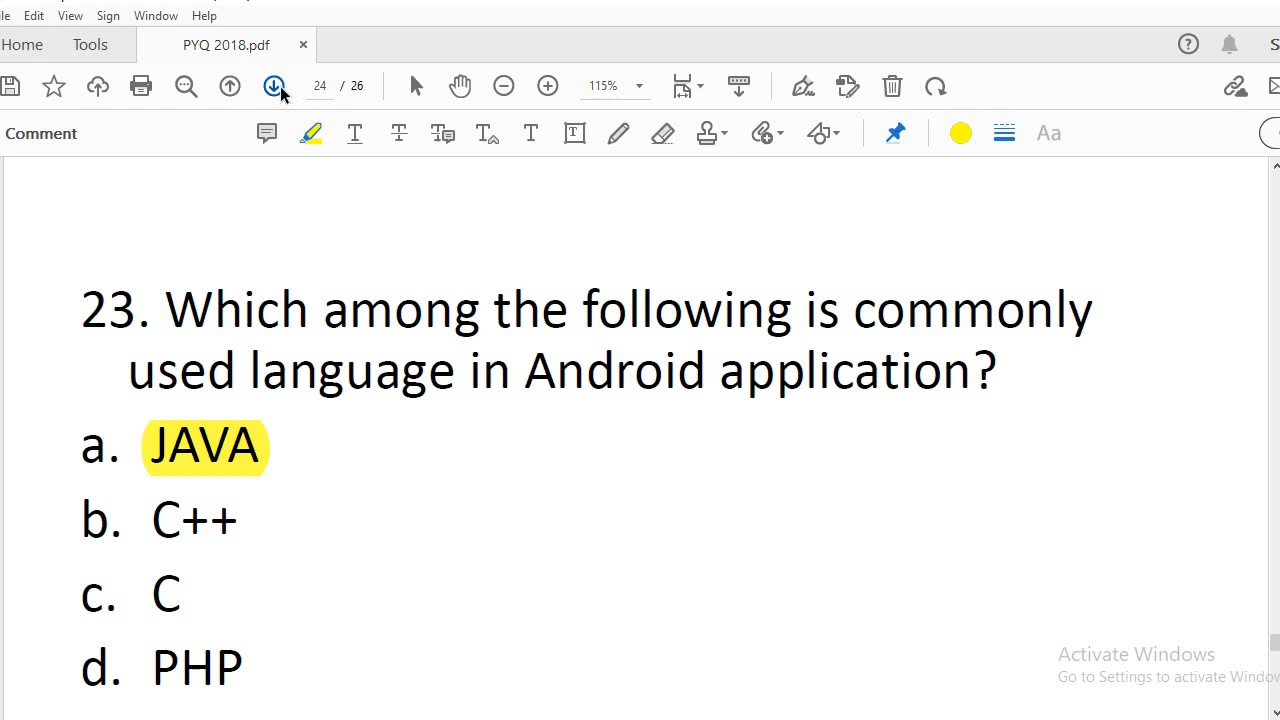 Edit View Sign Window Help
Home Tools PYQ 2018.pdf ×
24 / 26 115%
Comment Aa
23. Which among the following is commonly
used language in Android application?
a. JAVA
b. C++
c. C
d. PHP
Activate Windows
Go to Settings to activate Windo